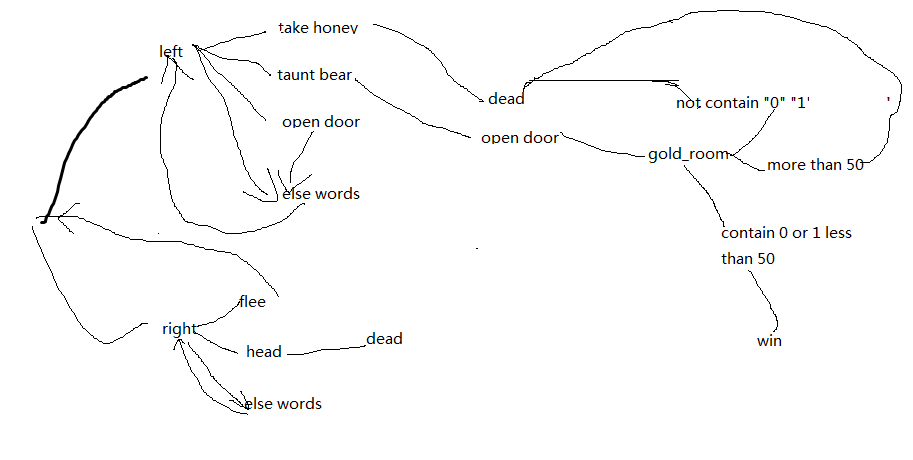 take honey
left
taunt bear
dead
not contain "0" "1' '
open door
open door
gold_room
more than 50
else words
contain 0 or 1 less
than 50
flee
right
dead
win
head
else words